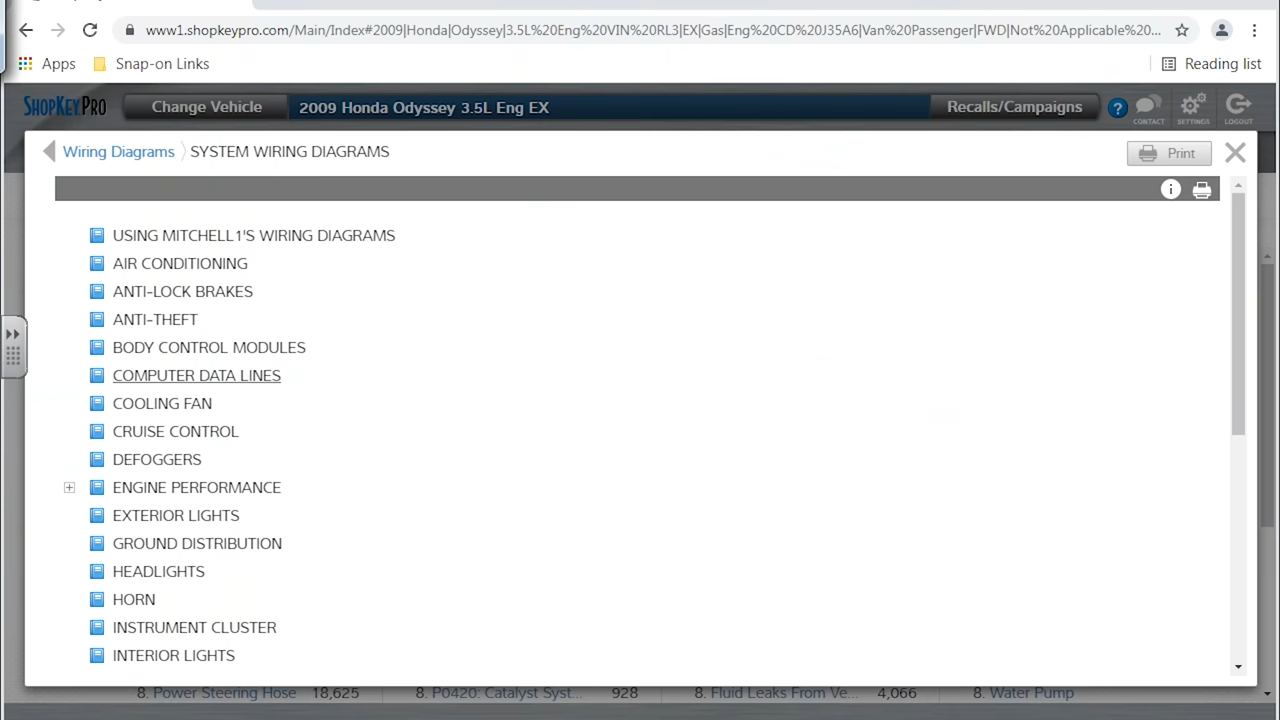 www1.shopkeypro.com/Main/Index#2009|Honda|Odyssey|3.5L%20Eng%20VIN%20RL3|EX|Gas|Eng%20CD%20J35A6|Van%20Passenger|FWD|Not%20Applicable%20...
Apps Snap-on Links Reading list
SHOPKEYPRO Change Vehicle 2009 Honda Odyssey 3.5L Eng EX Recalls/Campaigns ? CONTACT SETTINGS LOGOUT
Wiring Diagrams SYSTEM WIRING DIAGRAMS Print
USING MITCHELL1'S WIRING DIAGRAMS
AIR CONDITIONING
ANTI-LOCK BRAKES
ANTI-THEFT
BODY CONTROL MODULES
COMPUTER DATA LINES
COOLING FAN
CRUISE CONTROL
DEFOGGERS
ENGINE PERFORMANCE
EXTERIOR LIGHTS
GROUND DISTRIBUTION
HEADLIGHTS
HORN
INSTRUMENT CLUSTER
INTERIOR LIGHTS
8. Power Steering Hose 18,625 8. P0420: Catalyst Syst... 928 8. Fluid Leaks From Ve... 4,066 8. Water Pump